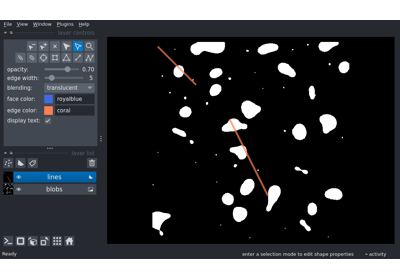 File View Window Plugins Help
layer controls
opacity: 0.70
edge width: 5
blending: translucent
face color: royalblue
edge color: coral
display text:
layer list
lines
blobs
Ready enter a selection mode to edit shape properties activity